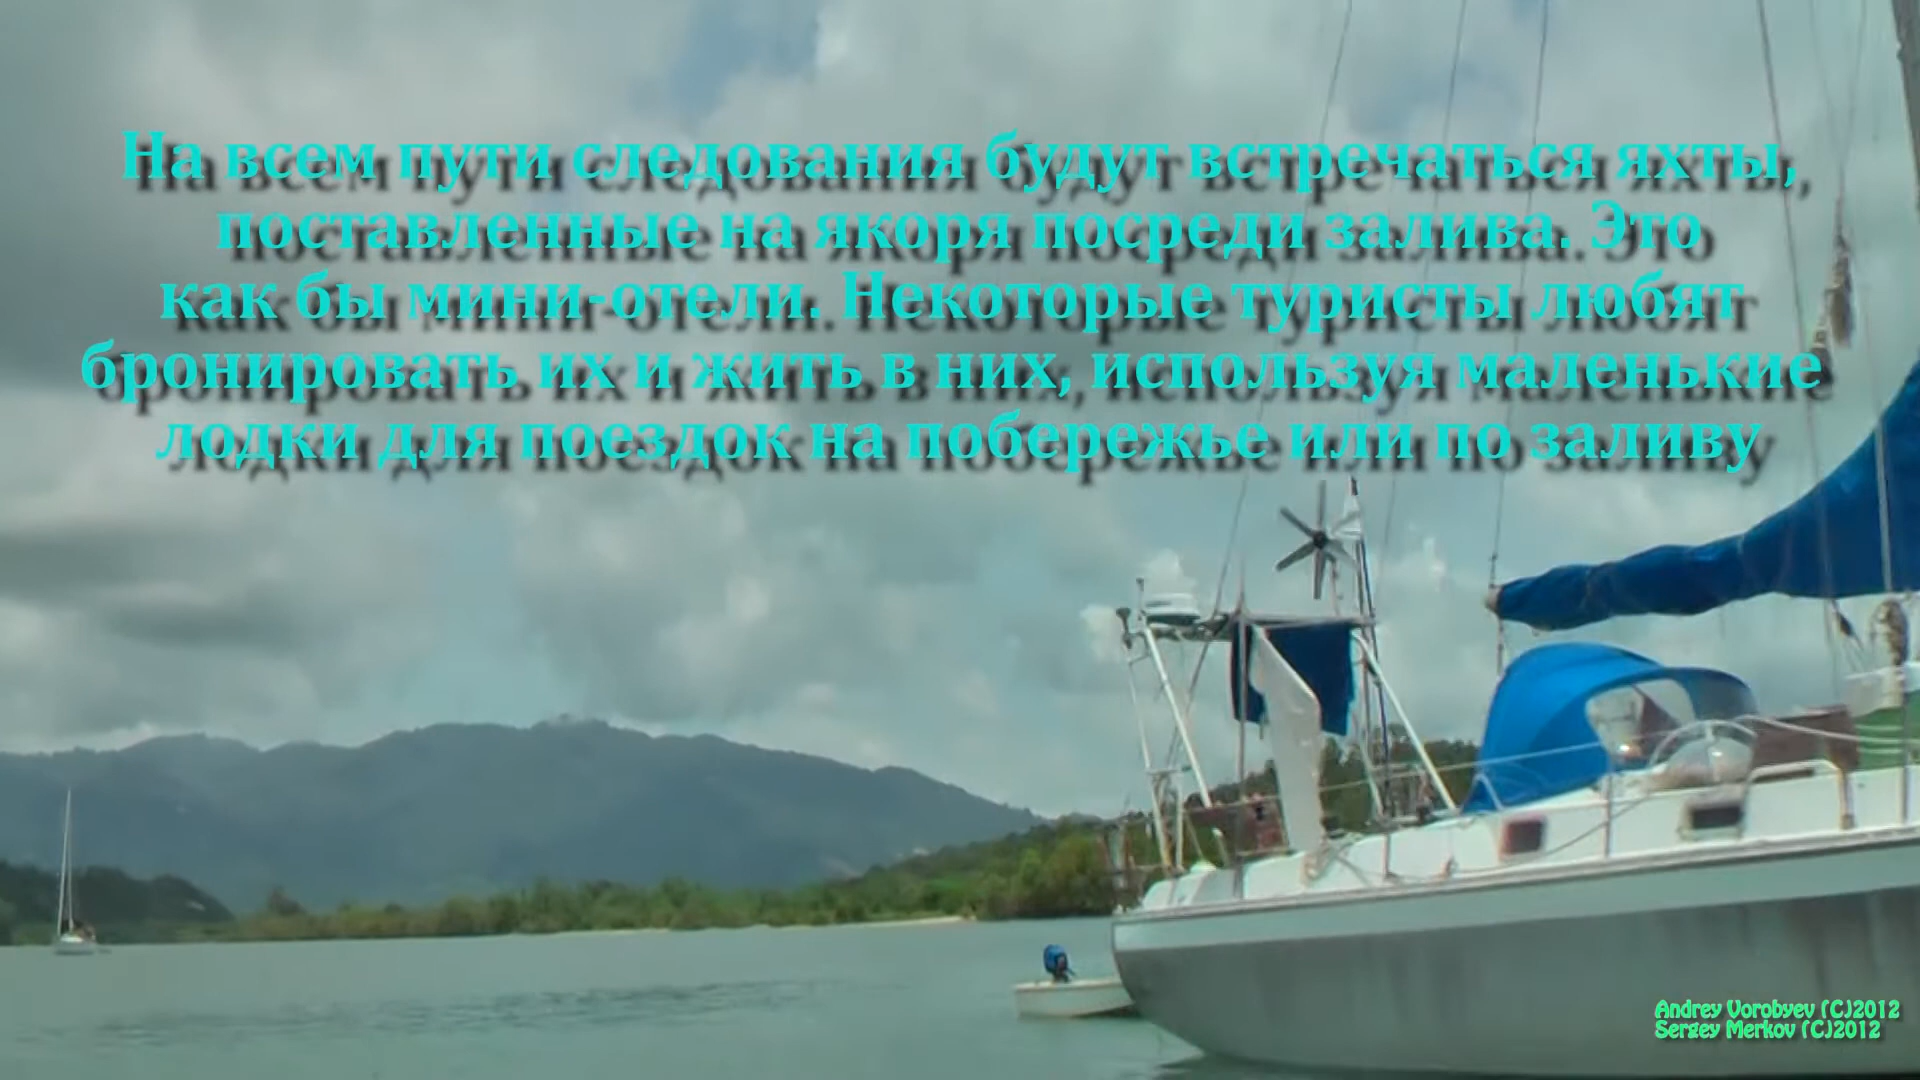 На всем пути следования будут встречаться яхты,
поставленные на якоря посреди залива. Это
как бы мини-отели. Некоторые туристы любят
бронировать их и жить в них, используя маленькие
лодки для поездок на побережье или по заливу
Andrey Vorobyev (C)2012
Sergey Merkov (C)2012